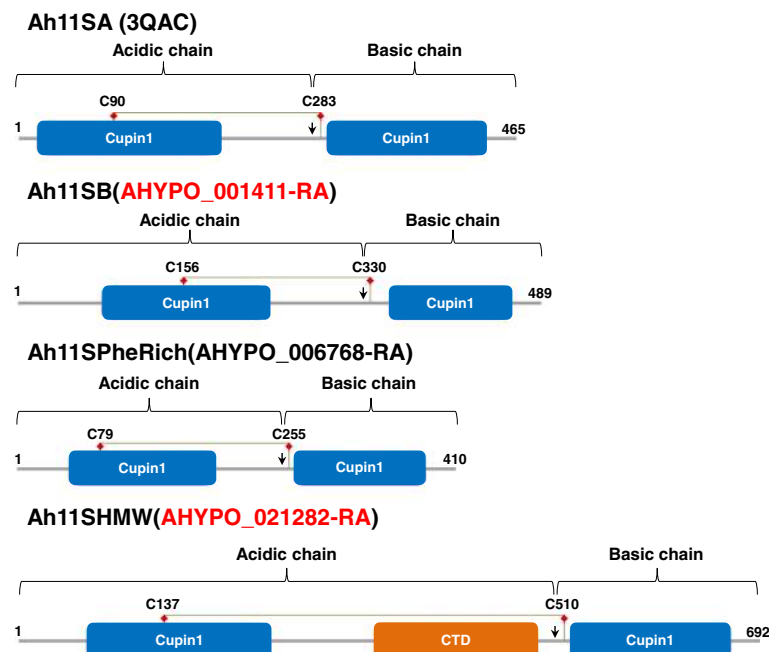 Ah11SA (3QAC)
Acidic chain Basic chain
C90 C283
1 465
Cupin1 Cupin1
Ah11SB(AHYPO_001411-RA)
Acidic chain Basic chain
C156 C330
1 489
Cupin1 Cupin1
Ah11SPheRich(AHYPO_006768-RA)
Acidic chain Basic chain
C79 C255
1 410
Cupin1 Cupin1
Ah11SHMW(AHYPO_021282-RA)
Acidic chain Basic chain
C137 C510
1 692
Cupin1 CTD Cupin1